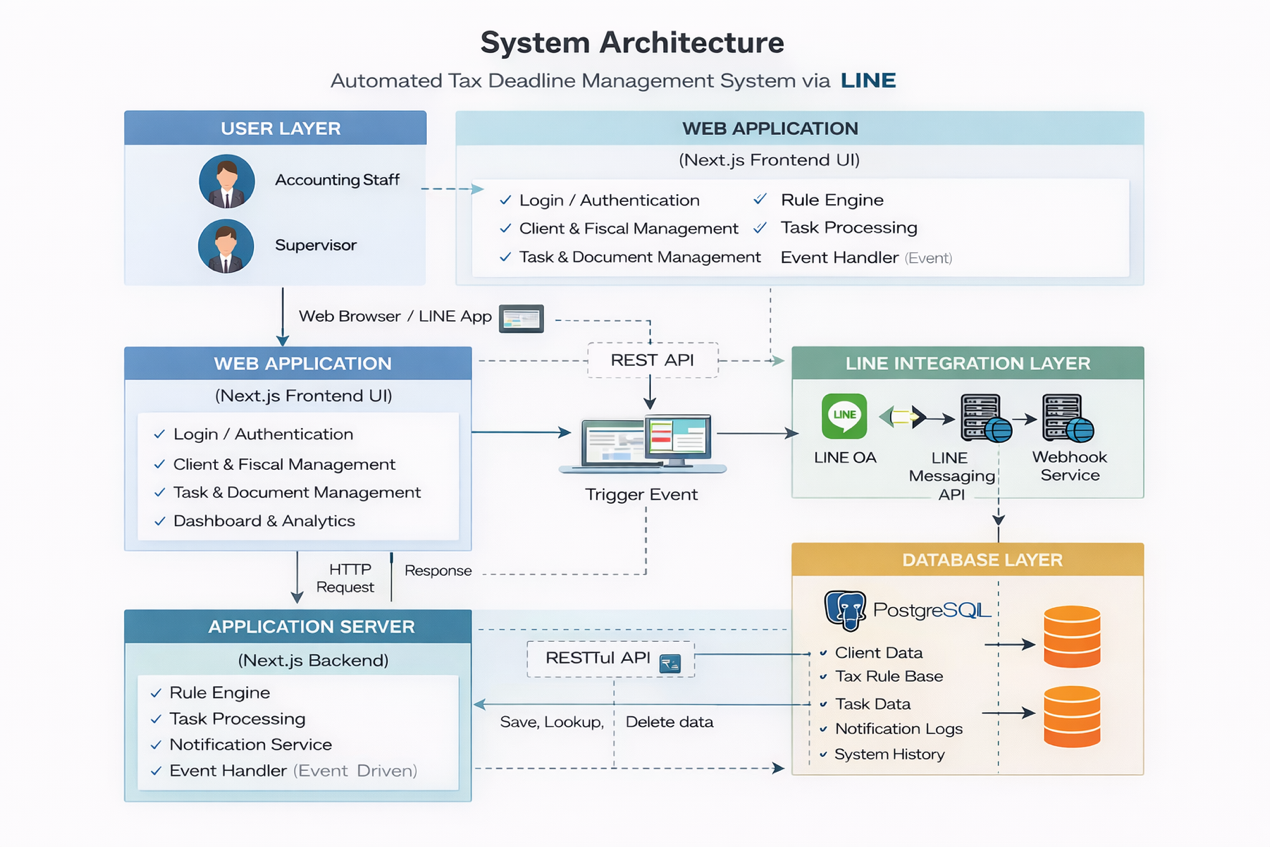 System Architecture
Automated Tax Deadline Management System via LINE
USER LAYER
Accounting Staff
Supervisor
WEB APPLICATION
(Next.js Frontend UI)
Login / Authentication
Client & Fiscal Management
Task & Document Management
Rule Engine
Task Processing
Event Handler (Event)
Web Browser / LINE App
REST API
WEB APPLICATION
(Next.js Frontend UI)
Login / Authentication
Client & Fiscal Management
Task & Document Management
Dashboard & Analytics
Trigger Event
LINE INTEGRATION LAYER
LINE
LINE OA
LINE
Messaging
API
Webhook
Service
HTTP
Request
Response
APPLICATION SERVER
(Next.js Backend)
Rule Engine
Task Processing
Notification Service
Event Handler (Event Driven)
RESTTul API
Save, Lookup,
Delete data
DATABASE LAYER
PostgreSQL
Client Data
Tax Rule Base
Task Data
Notification Logs
System History